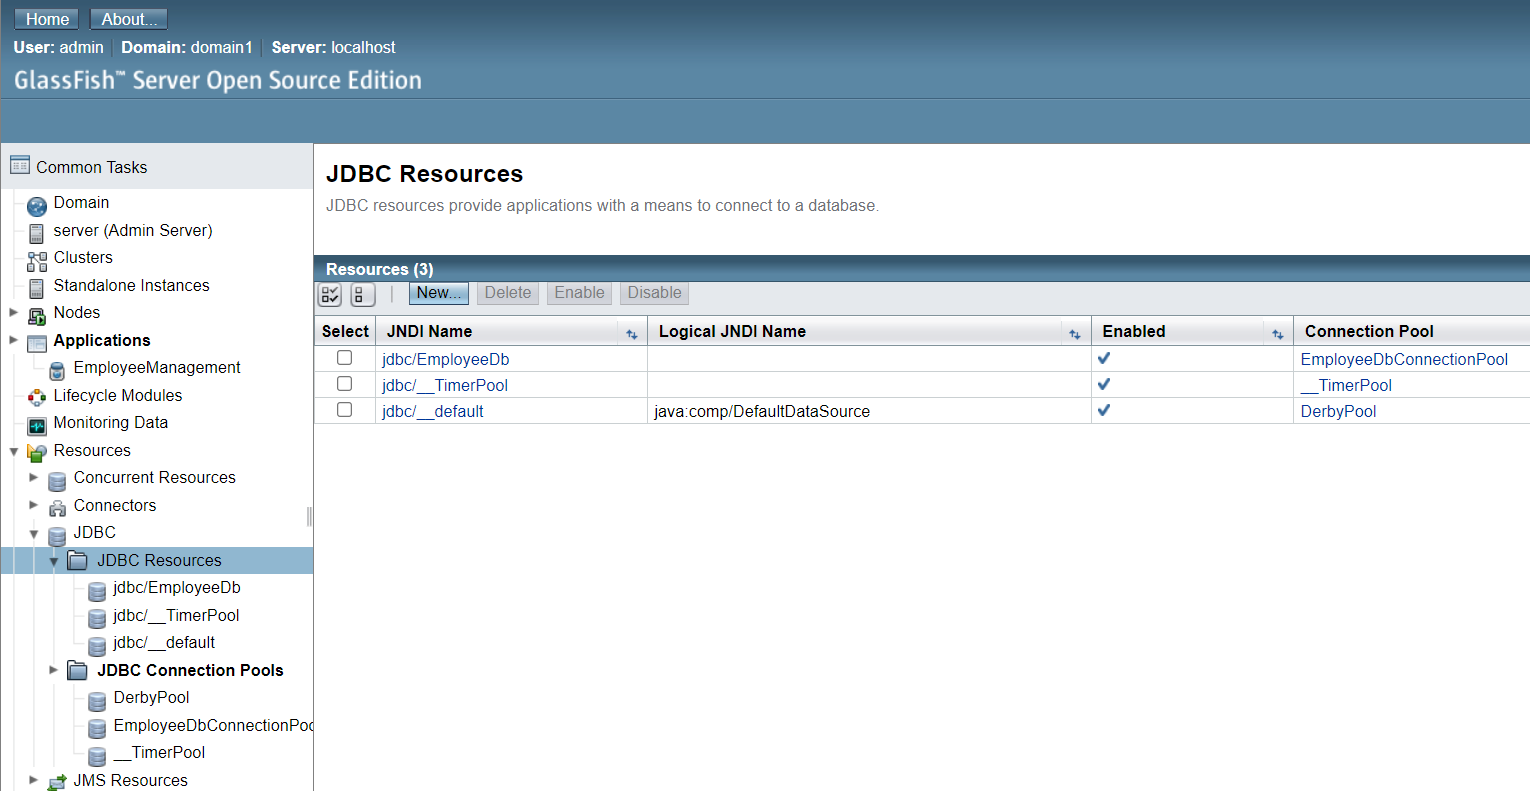 Home About...
User: admin Domain: domain1 Server: localhost
GlassFish™ Server Open Source Edition
Common Tasks
Domain
server (Admin Server)
Clusters
Standalone Instances
Nodes
Applications
EmployeeManagement
Lifecycle Modules
Monitoring Data
Resources
Concurrent Resources
Connectors
JDBC
JDBC Resources
jdbc/EmployeeDb
jdbc/__TimerPool
jdbc/__default
JDBC Connection Pools
DerbyPool
EmployeeDbConnectionPoo
__TimerPool
JMS Resources
JDBC Resources
JDBC resources provide applications with a means to connect to a database.
Resources (3)
New... Delete Enable Disable
Select JNDI Name Logical JNDI Name Enabled Connection Pool
jdbc/EmployeeDb EmployeeDbConnectionPool
jdbc/__TimerPool __TimerPool
jdbc/__default java:comp/DefaultDataSource DerbyPool